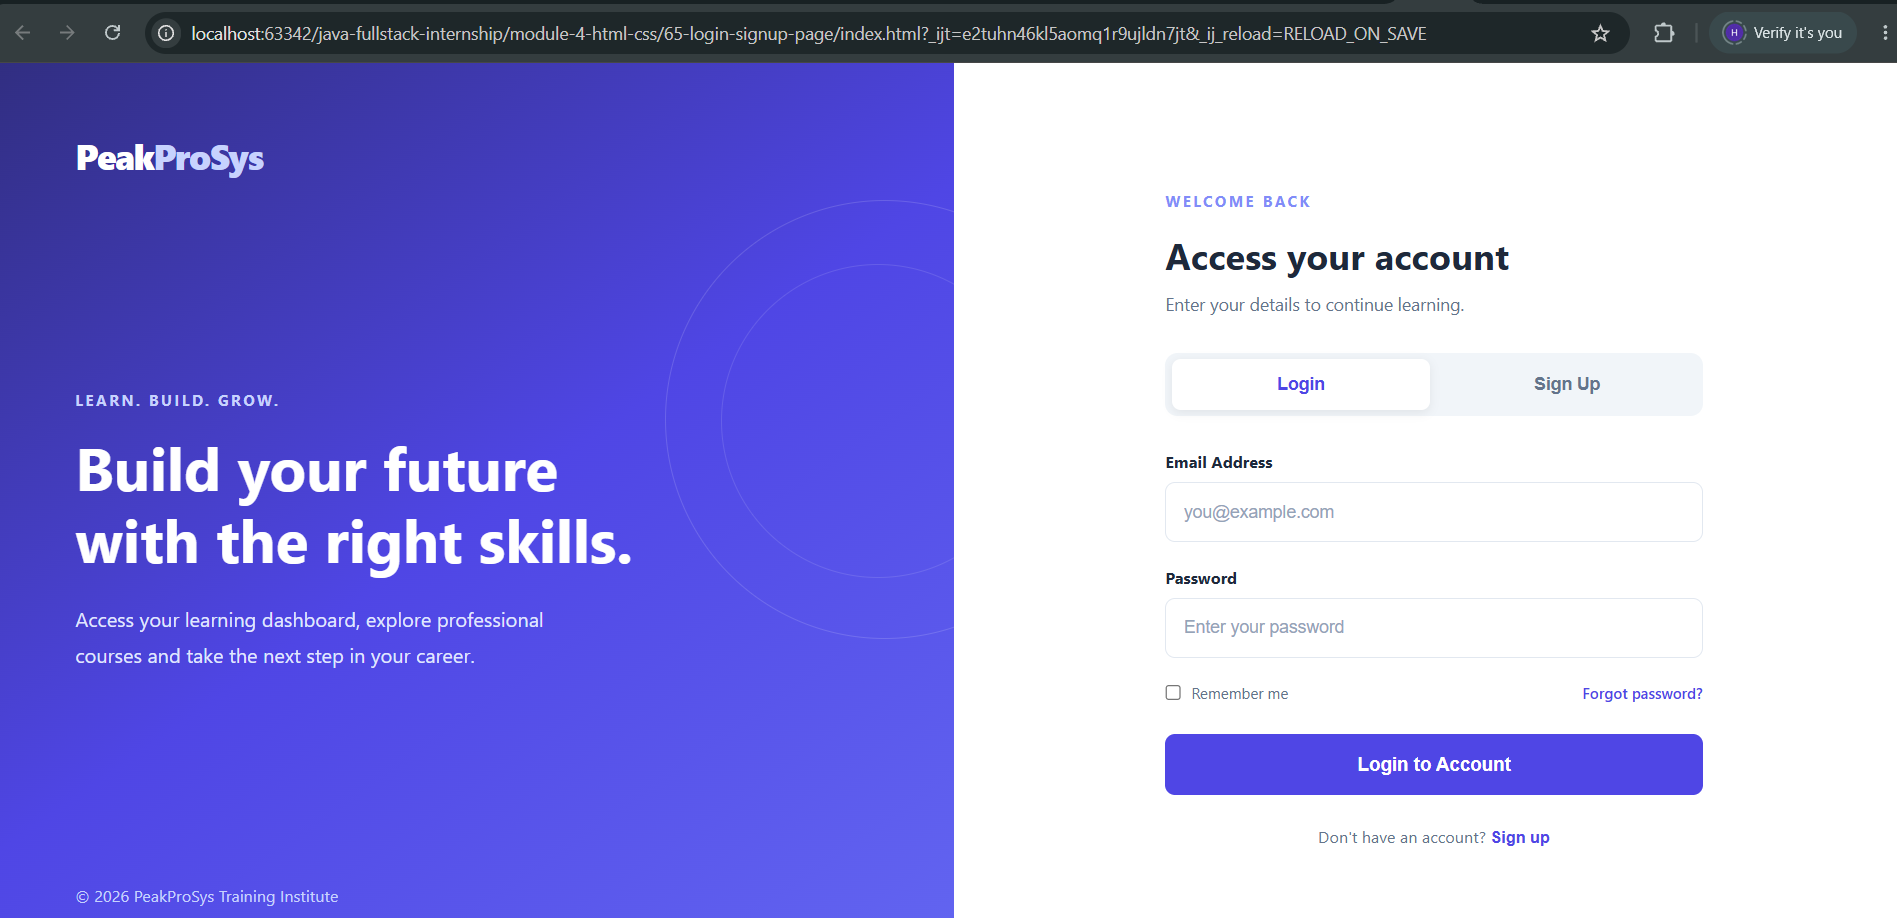 localhost:63342/java-fullstack-internship/module-4-html-css/65-login-signup-page/index.html?_ijt=e2tuhn46kl5aomq1r9ujldn7jt&_ij_reload=RELOAD_ON_SAVE
H
Verify it's you
PeakProSys
LEARN. BUILD. GROW.
Build your future
with the right skills.
Access your learning dashboard, explore professional
courses and take the next step in your career.
© 2026 PeakProSys Training Institute
WELCOME BACK
Access your account
Enter your details to continue learning.
Login
Sign Up
Email Address
you@example.com
Password
Enter your password
Remember me
Forgot password?
Login to Account
Don't have an account? Sign up